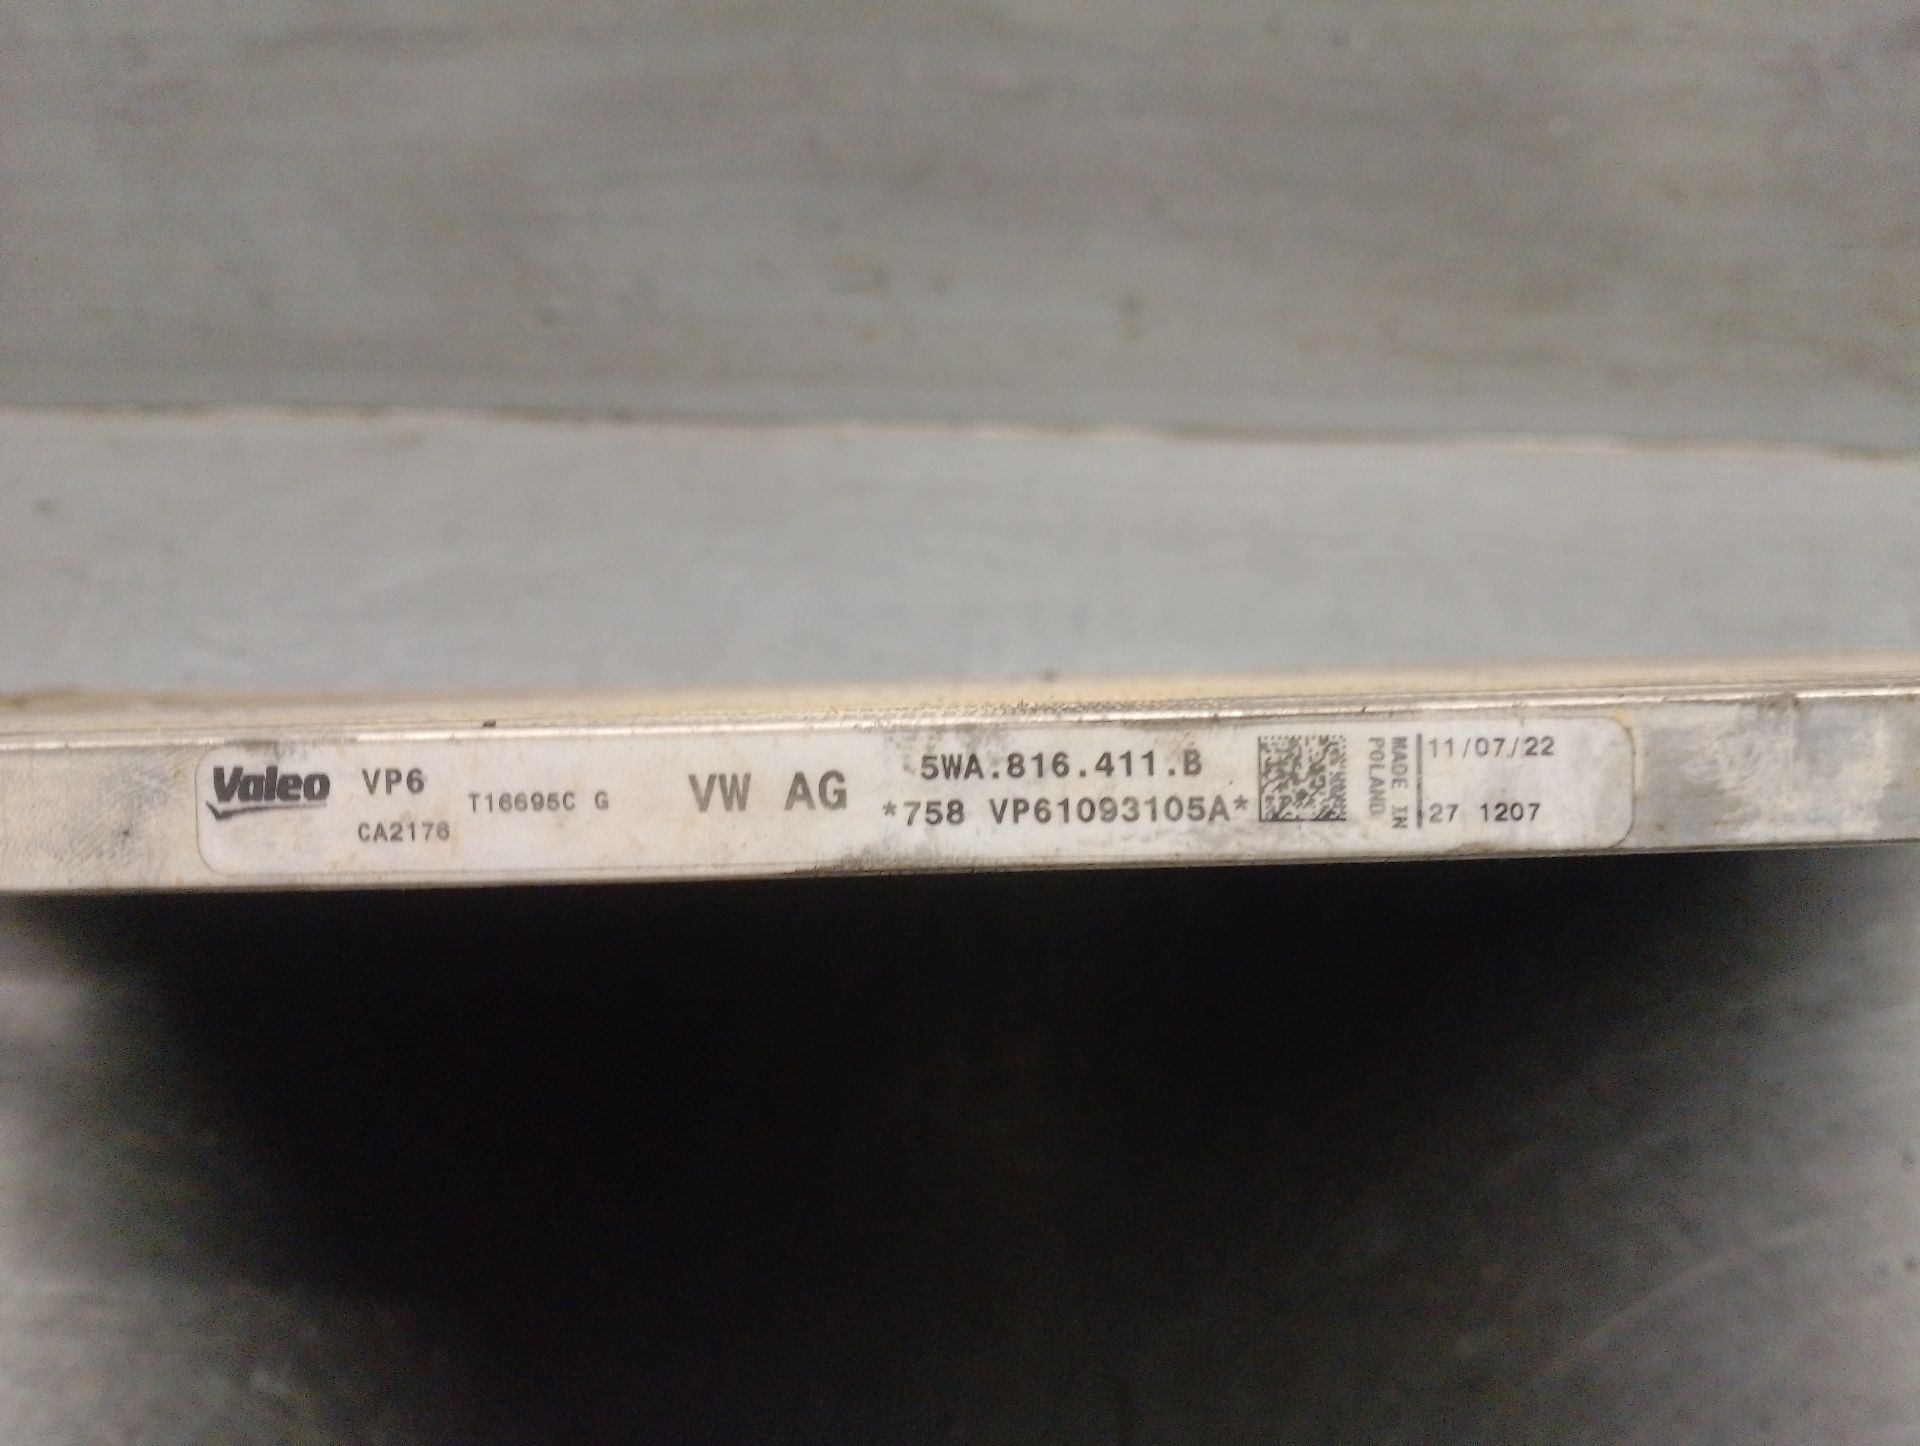 Valeo VP6
CA2176
T16695C G
VW AG
5WA.816.411.B
*758 VP61093105A*
MADE IN
POLAND
11/07/22
27 1207